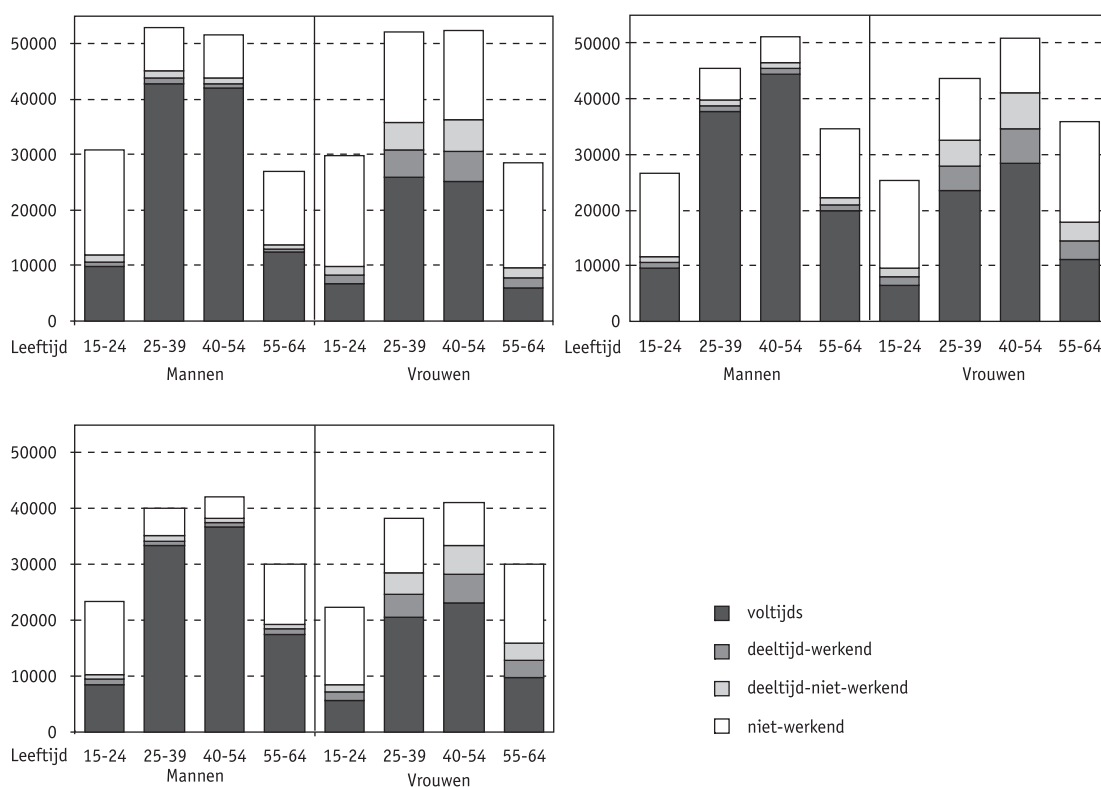 50000
40000
30000
20000
10000
0
Leeftijd 15-24 25-39 40-54 55-64 15-24 25-39 40-54 55-64
Mannen Vrouwen
50000
40000
30000
20000
10000
0
Leeftijd 15-24 25-39 40-54 55-64 15-24 25-39 40-54 55-64
Mannen Vrouwen
50000
40000
30000
20000
10000
0
Leeftijd 15-24 25-39 40-54 55-64 15-24 25-39 40-54 55-64
Mannen Vrouwen
voltijds
deeltijd-werkend
deeltijd-niet-werkend
niet-werkend